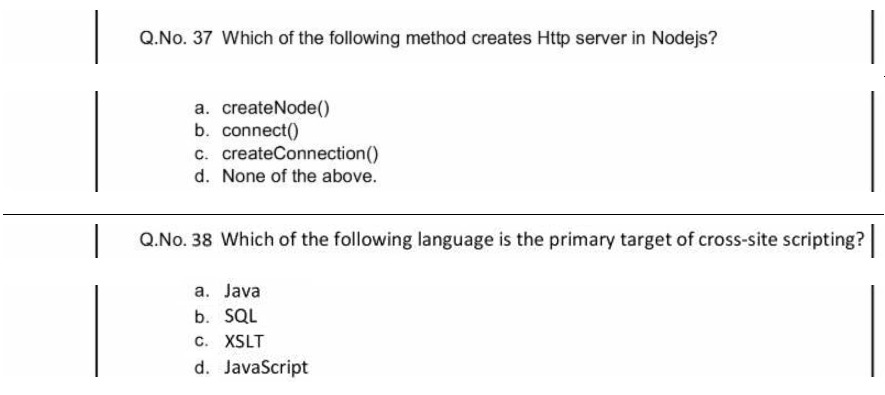 Q.No. 37 Which of the following method creates Http server in Nodejs?
a. createNode()
b. connect()
c. createConnection()
d. None of the above.
Q.No. 38 Which of the following language is the primary target of cross-site scripting?
a. Java
b. SQL
c. XSLT
d. JavaScript